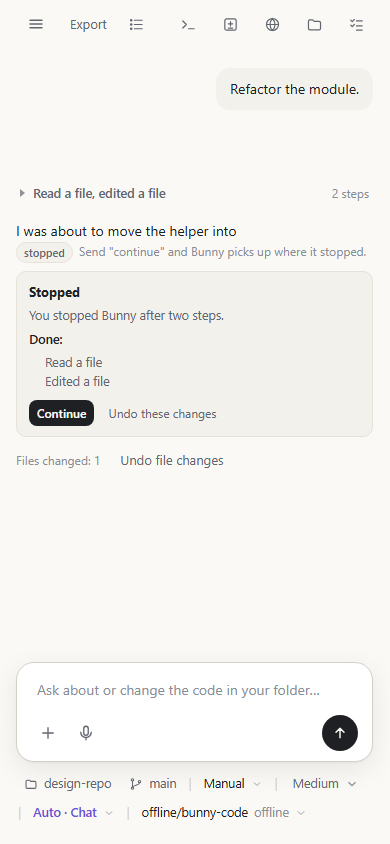 Export
Refactor the module.
Read a file, edited a file 2 steps
I was about to move the helper into
stopped Send "continue" and Bunny picks up where it stopped.
Stopped
You stopped Bunny after two steps.
Done:
Read a file
Edited a file
Continue Undo these changes
Files changed: 1 Undo file changes
Ask about or change the code in your folder...
design-repo main Manual Medium
Auto · Chat offline/bunny-code offline